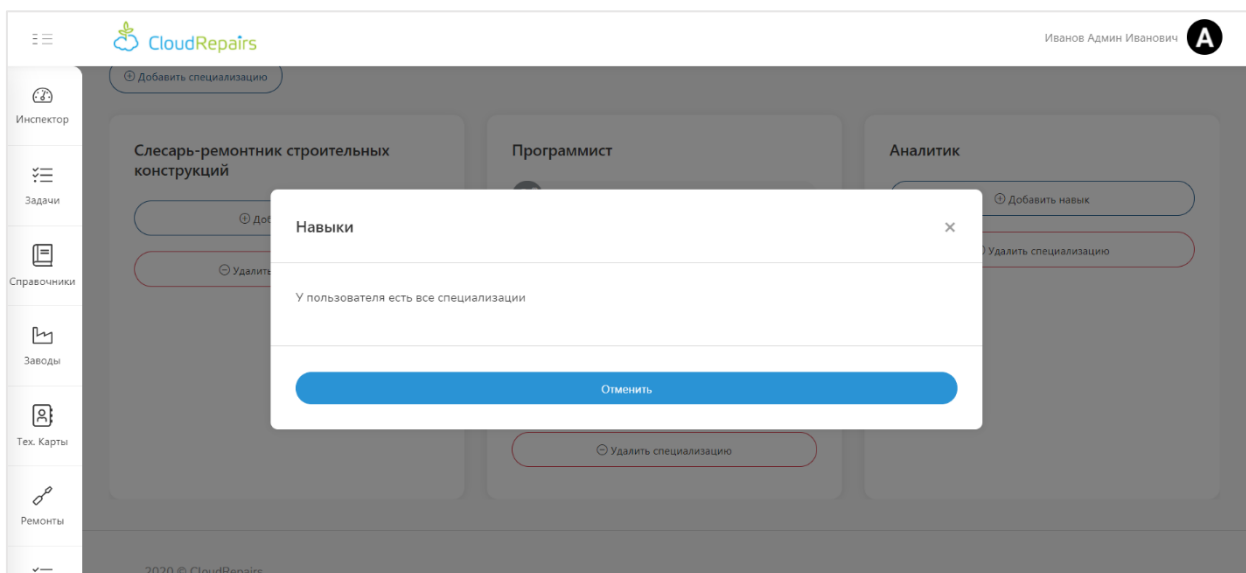 CloudRepairs
Иванов Админ Иванович
A
Добавить специализацию
Инспектор
Задачи
Справочники
Заводы
Тех. Карты
Ремонты
Слесарь-ремонтник строительных
конструкций
Удалить
Программист
Удалить специализацию
Аналитик
Добавить навык
Удалить специализацию
Навыки
У пользователя есть все специализации
Отменить
2020 © CloudRepairs